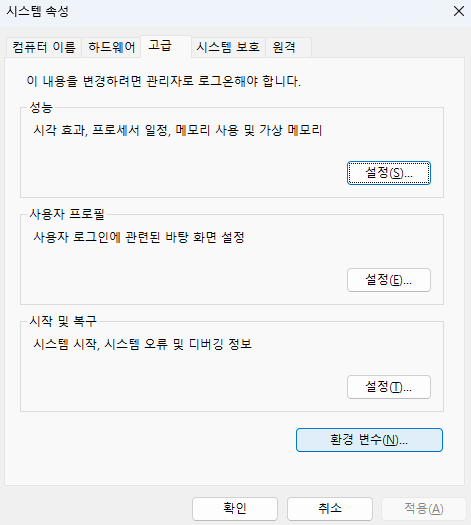 시스템 속성
컴퓨터 이름 하드웨어 고급 시스템 보호 원격
이 내용을 변경하려면 관리자로 로그온해야 합니다.
성능
시각 효과, 프로세서 일정, 메모리 사용 및 가상 메모리
설정(S)...
사용자 프로필
사용자 로그인에 관련된 바탕 화면 설정
설정(E)...
시작 및 복구
시스템 시작, 시스템 오류 및 디버깅 정보
설정(T)...
환경 변수(N)...
확인 취소 적용(A)